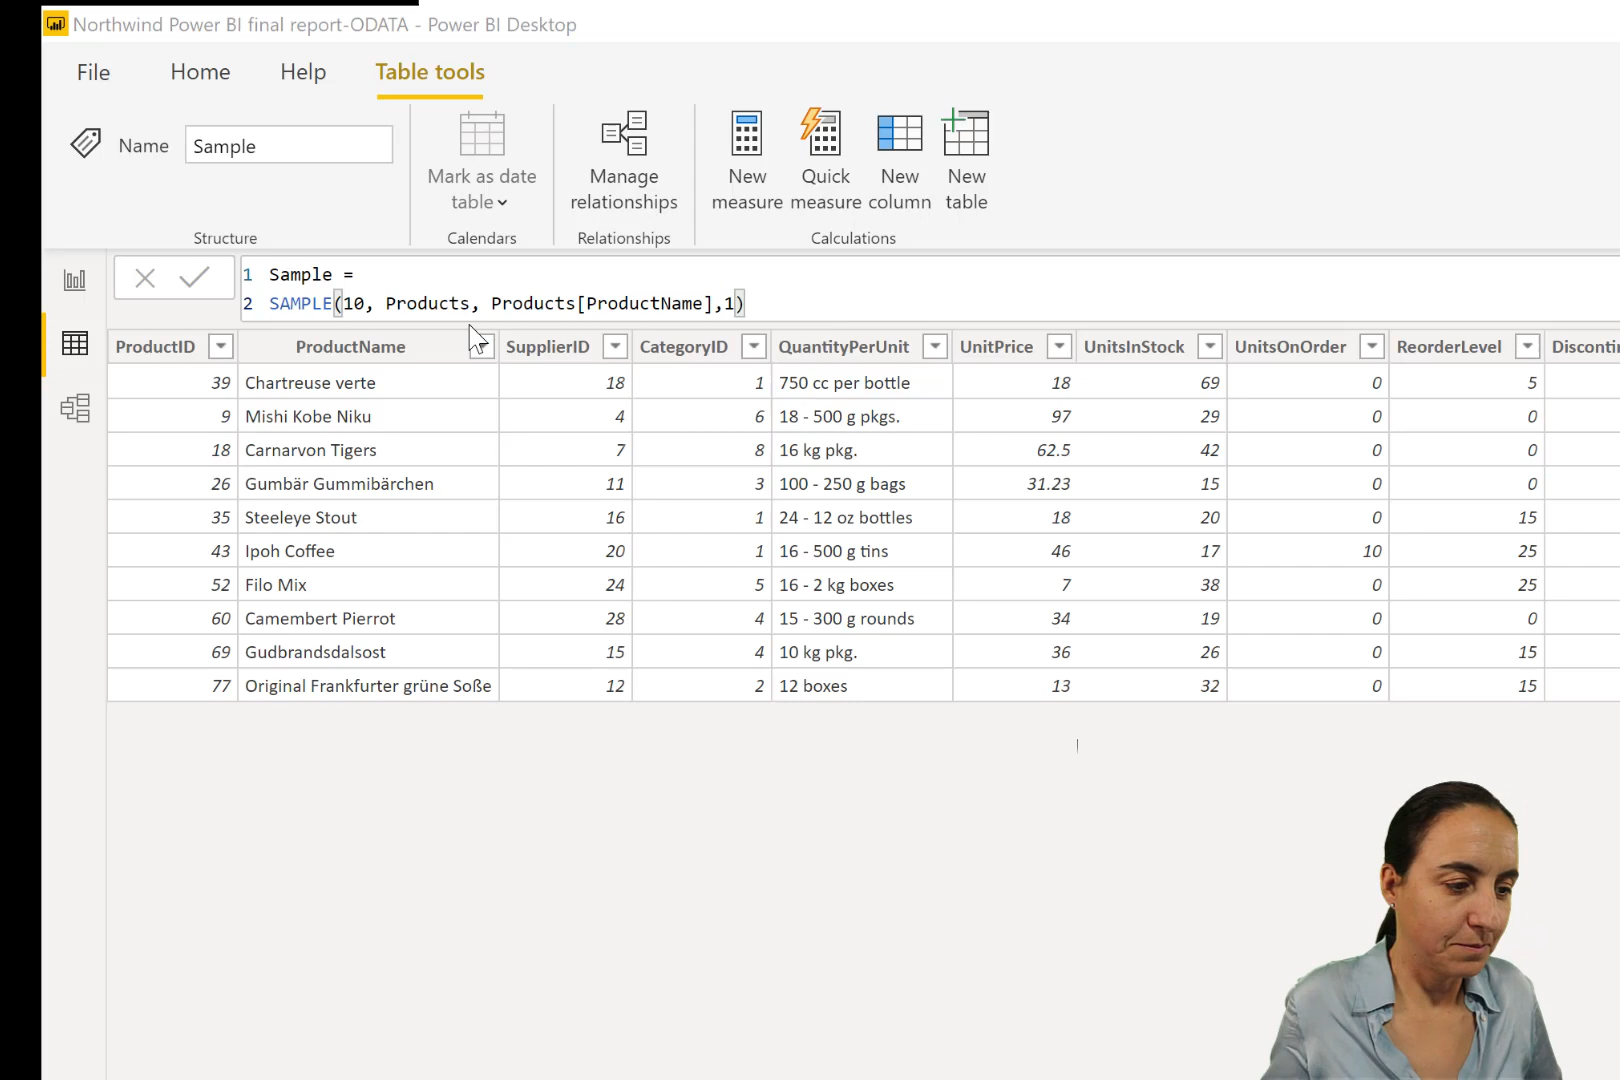 Northwind Power BI final report-ODATA - Power BI Desktop
File Home Help Table tools
Name Sample
Mark as date table
Manage relationships
New measure
Quick measure
New column
New table
Structure Calendars Relationships Calculations
1 Sample =
2 SAMPLE(10, Products, Products[ProductName],1)
ProductID ProductName SupplierID CategoryID QuantityPerUnit UnitPrice UnitsInStock UnitsOnOrder ReorderLevel Discontin
39 Chartreuse verte 18 1 750 cc per bottle 18 69 0 5
9 Mishi Kobe Niku 4 6 18 - 500 g pkgs. 97 29 0 0
18 Carnarvon Tigers 7 8 16 kg pkg. 62.5 42 0 0
26 Gumbär Gummibärchen 11 3 100 - 250 g bags 31.23 15 0 0
35 Steeleye Stout 16 1 24 - 12 oz bottles 18 20 0 15
43 Ipoh Coffee 20 1 16 - 500 g tins 46 17 10 25
52 Filo Mix 24 5 16 - 2 kg boxes 7 38 0 25
60 Camembert Pierrot 28 4 15 - 300 g rounds 34 19 0 0
69 Gudbrandsdalsost 15 4 10 kg pkg. 36 26 0 15
77 Original Frankfurter grüne Soße 12 2 12 boxes 13 32 0 15